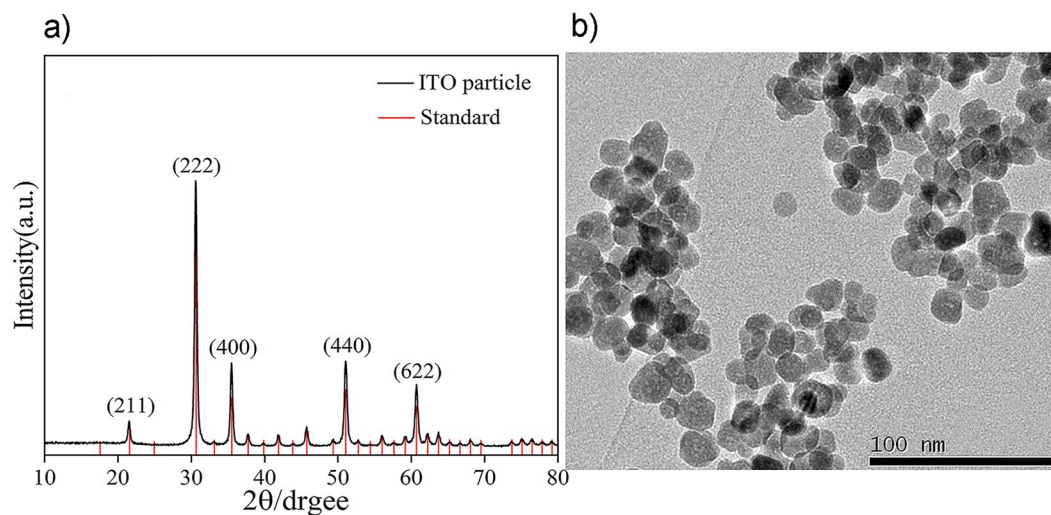 a)
b)
ITO particle
Standard
(222)
(400)
(440)
(622)
(211)
Intensity(a.u.)
10 20 30 40 50 60 70 80
2θ/drgee
100 nm